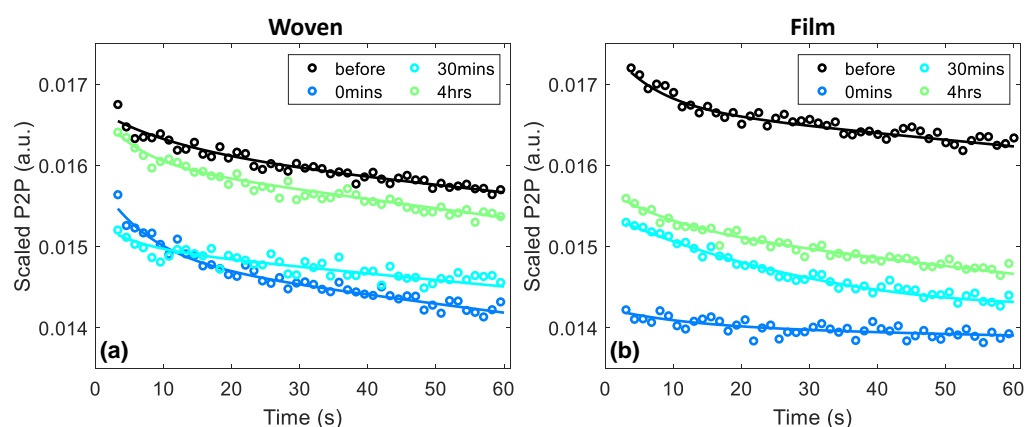 Woven
before
30mins
0mins
4hrs
0.017
0.016
0.015
0.014
Scaled P2P (a.u.)
(a)
0 10 20 30 40 50 60
Time (s)
Film
before
30mins
0mins
4hrs
0.017
0.016
0.015
0.014
Scaled P2P (a.u.)
(b)
0 10 20 30 40 50 60
Time (s)